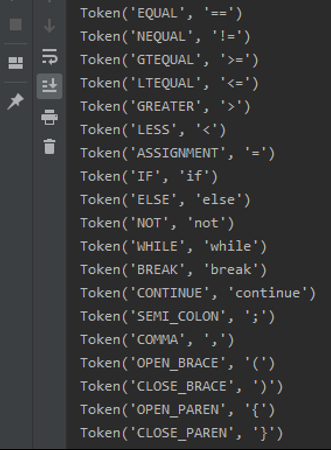 Token('EQUAL', '==')
Token('NEQUAL', '!=')
Token('GTEQUAL', '>=')
Token('LTEQUAL', '<=')
Token('GREATER', '>')
Token('LESS', '<')
Token('ASSIGNMENT', '=')
Token('IF', 'if')
Token('ELSE', 'else')
Token('NOT', 'not')
Token('WHILE', 'while')
Token('BREAK', 'break')
Token('CONTINUE', 'continue')
Token('SEMI_COLON', ';')
Token('COMMA', ',')
Token('OPEN_BRACE', '(')
Token('CLOSE_BRACE', ')')
Token('OPEN_PAREN', '{')
Token('CLOSE_PAREN', '}')